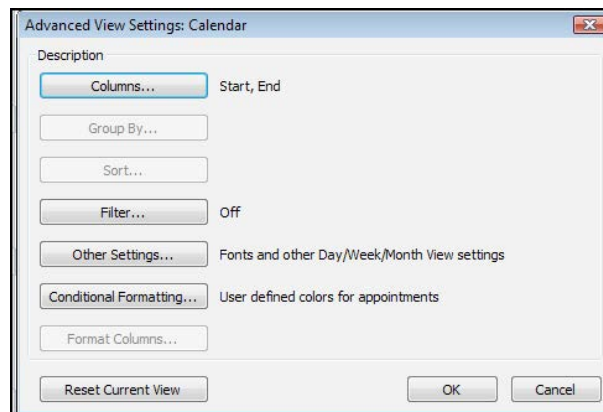 Advanced View Settings: Calendar
Description
Columns... Start, End
Group By...
Sort...
Filter... Off
Other Settings... Fonts and other Day/Week/Month View settings
Conditional Formatting... User defined colors for appointments
Format Columns...
Reset Current View OK Cancel